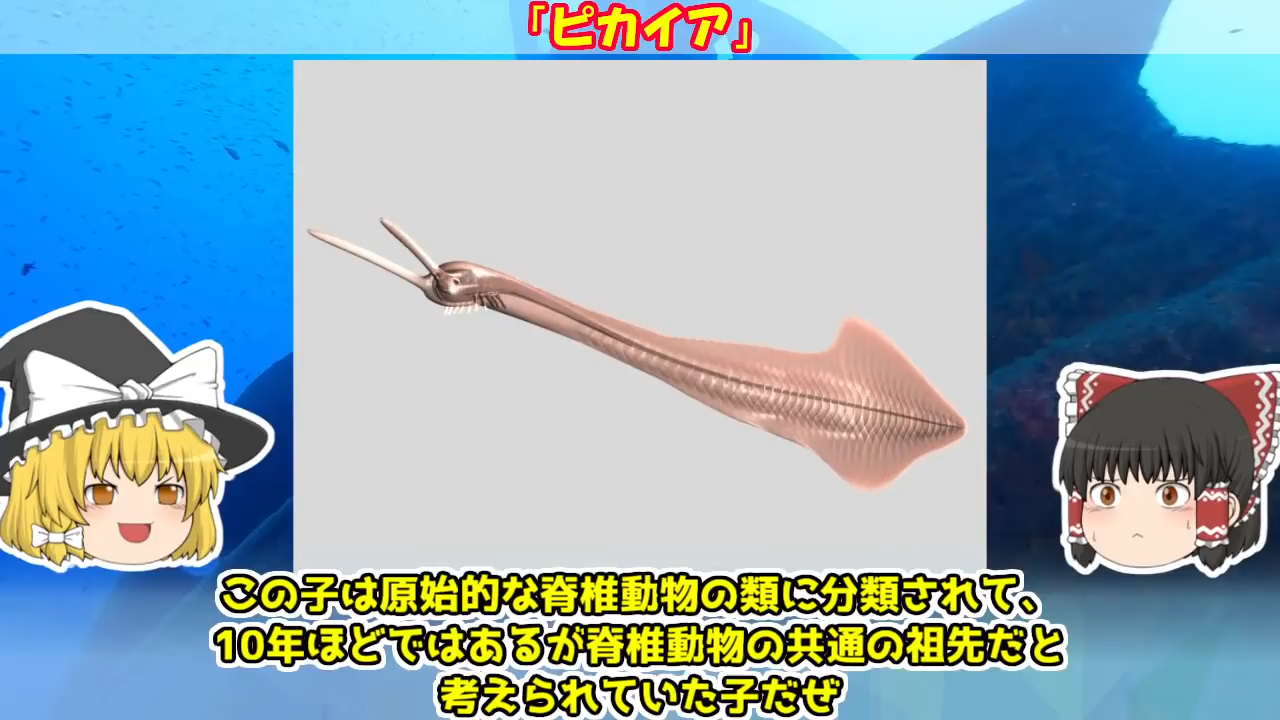 「ピカイア」
この子は原始的な脊椎動物の類に分類されて、
10年ほどではあるが脊椎動物の共通の祖先だと
考えられていた子だぜ